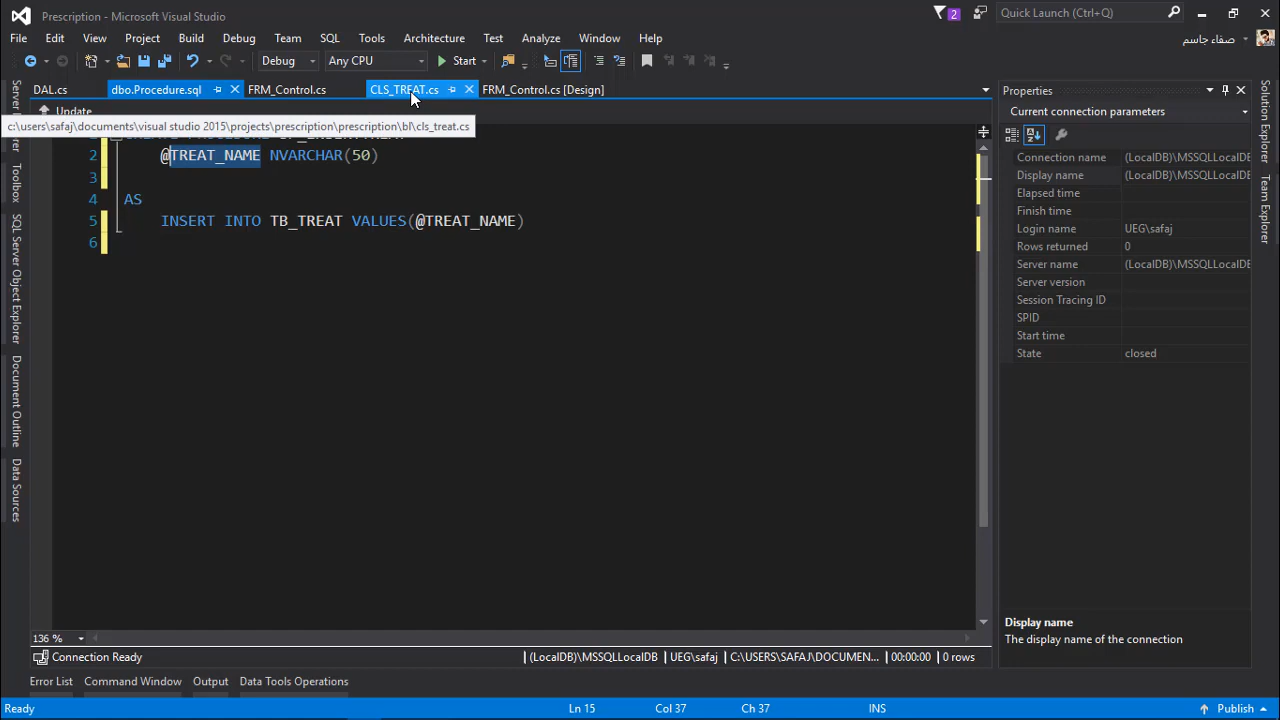 Prescription - Microsoft Visual Studio
2
Quick Launch (Ctrl+Q)
File Edit View Project Build Debug Team SQL Tools Architecture Test Analyze Window Help
صفاء جاسم
Debug Any CPU Start
DAL.cs dbo.Procedure.sql FRM_Control.cs CLS_TREAT.cs FRM_Control.cs [Design]
Update
c:\users\safaj\documents\visual studio 2015\projects\prescription\prescription\bl\cls_treat.cs
2 @TREAT_NAME NVARCHAR(50)
3
4 AS
5 INSERT INTO TB_TREAT VALUES(@TREAT_NAME)
6
Toolbox
SQL Server Object Explorer
Document Outline
Data Sources
Properties
Current connection parameters
Connection name (LocalDB)\MSSQLLocalDB
Display name (LocalDB)\MSSQLLocalDB
Elapsed time
Finish time
Login name UEG\safaj
Rows returned 0
Server name (LocalDB)\MSSQLLocalDB
Server version
Session Tracing ID
SPID
Start time
State closed
Display name
The display name of the connection
Solution Explorer
Team Explorer
136 %
Connection Ready (LocalDB)\MSSQLLocalDB UEG\safaj C:\USERS\SAFAJ\DOCUMEN... 00:00:00 0 rows
Error List Command Window Output Data Tools Operations
Ready Ln 15 Col 37 Ch 37 INS Publish